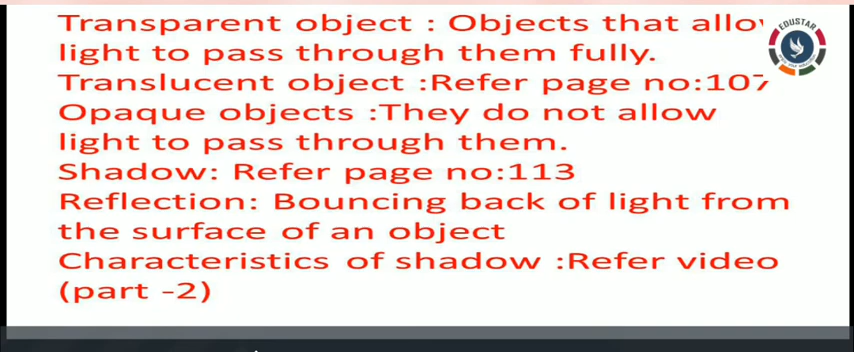 Transparent object : Objects that allow
light to pass through them fully.
Translucent object :Refer page no:107
Opaque objects :They do not allow
light to pass through them.
Shadow: Refer page no:113
Reflection: Bouncing back of light from
the surface of an object
Characteristics of shadow :Refer video
(part -2)
EDUSTAR